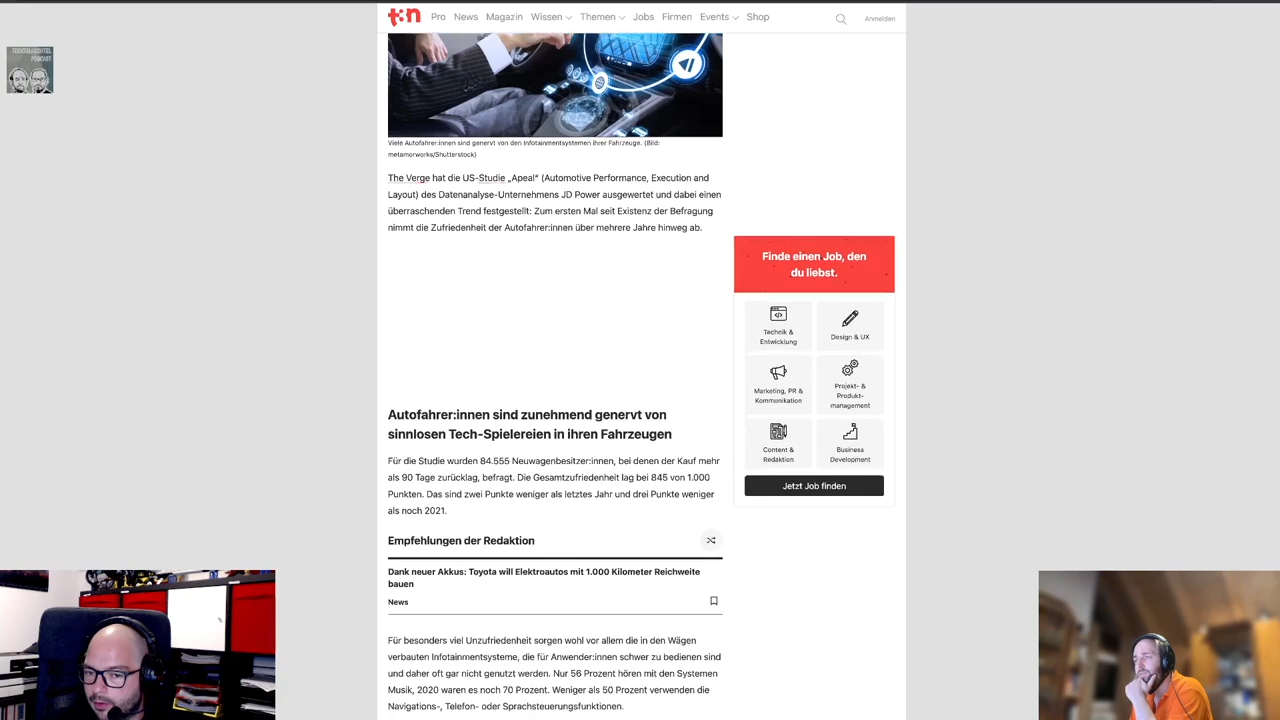 t3n Pro News Magazin Wissen Themen Jobs Firmen Events Shop Anmelden
TECHTELMECHTEL
PODCAST
Viele Autofahrer:innen sind genervt von den Infotainmentsystemen ihrer Fahrzeuge. (Bild:
metamorworks/Shutterstock)
The Verge hat die US-Studie „Apeal“ (Automotive Performance, Execution and
Layout) des Datenanalyse-Unternehmens JD Power ausgewertet und dabei einen
überraschenden Trend festgestellt: Zum ersten Mal seit Existenz der Befragung
nimmt die Zufriedenheit der Autofahrer:innen über mehrere Jahre hinweg ab.
Autofahrer:innen sind zunehmend genervt von
sinnlosen Tech-Spielereien in ihren Fahrzeugen
Für die Studie wurden 84.555 Neuwagenbesitzer:innen, bei denen der Kauf mehr
als 90 Tage zurücklag, befragt. Die Gesamtzufriedenheit lag bei 845 von 1.000
Punkten. Das sind zwei Punkte weniger als letztes Jahr und drei Punkte weniger
als noch 2021.
Empfehlungen der Redaktion
Dank neuer Akkus: Toyota will Elektroautos mit 1.000 Kilometer Reichweite
bauen
News
Für besonders viel Unzufriedenheit sorgen wohl vor allem die in den Wägen
verbauten Infotainmentsysteme, die für Anwender:innen schwer zu bedienen sind
und daher oft gar nicht genutzt werden. Nur 56 Prozent hören mit den Systemen
Musik, 2020 waren es noch 70 Prozent. Weniger als 50 Prozent verwenden die
Navigations-, Telefon- oder Sprachsteuerungsfunktionen.
Finde einen Job, den
du liebst.
Technik &
Entwicklung
Design & UX
Marketing, PR &
Kommunikation
Projekt- &
Produkt-
management
Content &
Redaktion
Business
Development
Jetzt Job finden